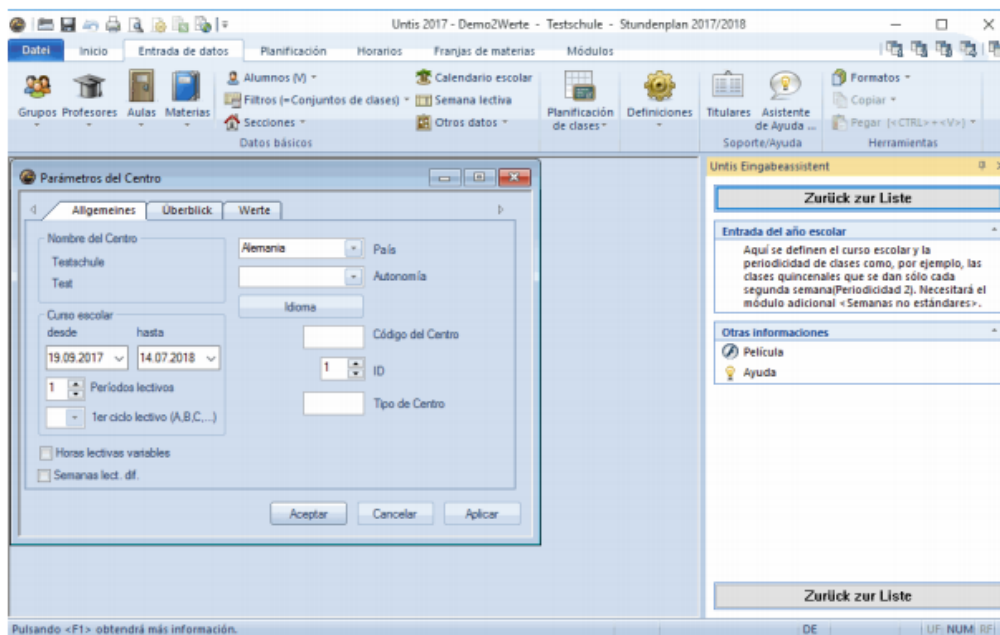 Untis 2017 - Demo2Werte - Testschule - Stundenplan 2017/2018
Datei Inicio Entrada de datos Planificación Horarios Franjas de materias Módulos
Grupos Profesores Aulas Materias
Alumnos (V)
Filtros (=Conjuntos de clases)
Secciones
Calendario escolar
Semana lectiva
Otros datos
Datos básicos
Planificación de clases
Definiciones
Titulares
Asistente de Ayuda ...
Soporte/Ayuda
Formatos
Copiar
Pegar (<CTRL>+<V>)
Herramientas
Parámetros del Centro
Allgemeines Überblick Werte
Nombre del Centro
Testschule
Test
Alemania País
Autonomía
Idioma
Curso escolar
desde hasta
19.09.2017 14.07.2018
1 Períodos lectivos
1er ciclo lectivo (A,B,C,...)
Código del Centro
1 ID
Tipo de Centro
Horas lectivas variables
Semanas lect. dif.
Aceptar Cancelar Aplicar
Untis Eingabeassistent
Zurück zur Liste
Entrada del año escolar
Aquí se definen el curso escolar y la
periodicidad de clases como, por ejemplo, las
clases quincenales que se dan sólo cada
segunda semana(Periodicidad 2). Necesitará el
módulo adicional <Semanas no estándares>.
Otras informaciones
Película
Ayuda
Zurück zur Liste
Pulsando <F1> obtendrá más información.
DE UF: NUM RF